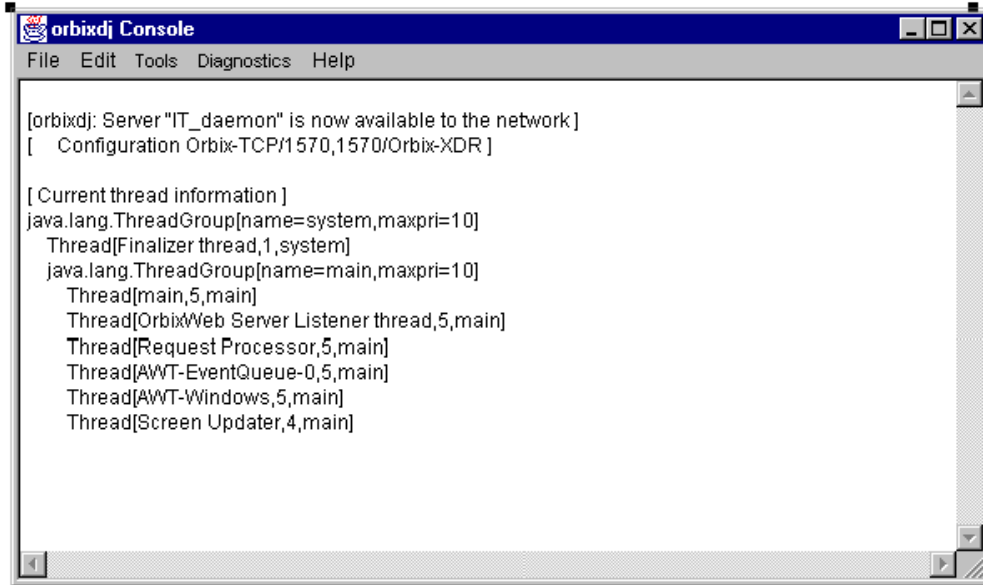 orbixdj Console
File Edit Tools Diagnostics Help
[orbixdj: Server "IT_daemon" is now available to the network ]
[ Configuration Orbix-TCP/1570,1570/Orbix-XDR ]
[ Current thread information ]
java.lang.ThreadGroup[name=system,maxpri=10]
Thread[Finalizer thread,1,system]
java.lang.ThreadGroup[name=main,maxpri=10]
Thread[main,5,main]
Thread[OrbixWeb Server Listener thread,5,main]
Thread[Request Processor,5,main]
Thread[AWT-EventQueue-0,5,main]
Thread[AWT-Windows,5,main]
Thread[Screen Updater,4,main]